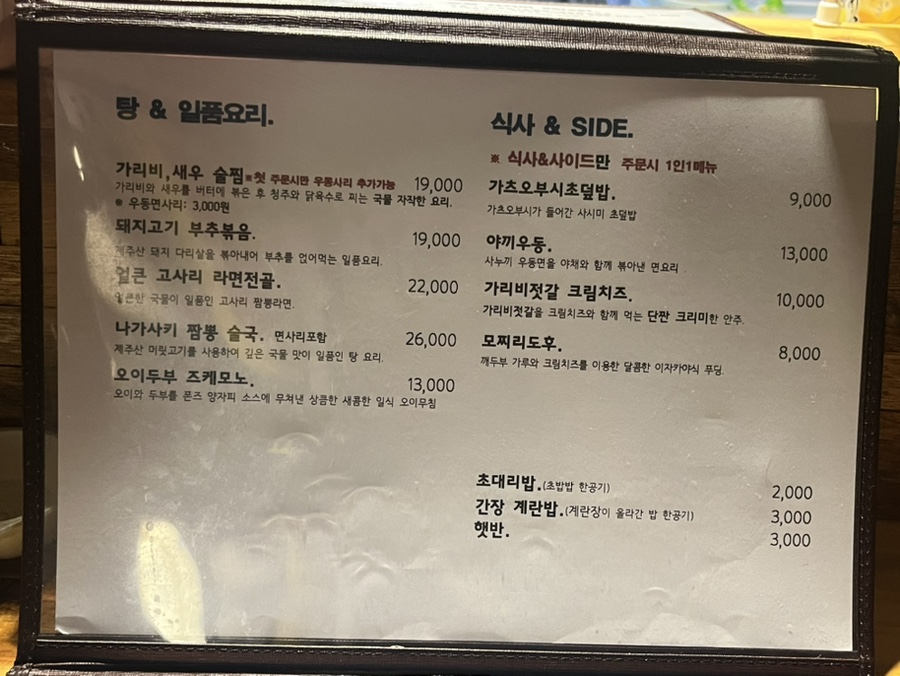 탕 & 일품요리.
가리비,새우 술찜 ※첫 주문시만 우동사리 추가가능 19,000
가리비와 새우를 버터에 볶은 후 청주와 닭육수로 찌는 국물 자작한 요리.
※ 우동면사리: 3,000원
돼지고기 부추볶음. 19,000
제주산 돼지 다리살을 볶아내어 부추를 얹어먹는 일품요리.
얼큰 고사리 라면전골. 22,000
얼큰한 국물이 일품인 고사리 짬뽕라면.
나가사키 짬뽕 술국. 면사리포함 26,000
제주산 미릿고기를 사용하여 깊은 국물 맛이 일품인 탕 요리.
오이두부 즈케모노. 13,000
오이와 두부를 폰즈 양자피 소스에 무쳐낸 상큼한 새콤한 일식 오이무침
식사 & SIDE.
※ 식사&사이드만 주문시 1인1메뉴
가츠오부시초덮밥. 9,000
가츠오부시가 들어간 사시미 초덮밥
야끼우동. 13,000
사누끼 우동면을 야채와 함께 볶아낸 면요리
가리비젓갈 크림치즈. 10,000
가리비젓갈을 크림치즈와 함께 먹는 단짠 크리미한 안주.
모찌리도후. 8,000
깨두부 가루와 크림치즈를 이용한 달콤한 이자카야식 푸딩.
초대리밥.(초밥밥 한공기) 2,000
간장 계란밥.(계란장이 올라간 밥 한공기) 3,000
햇반. 3,000